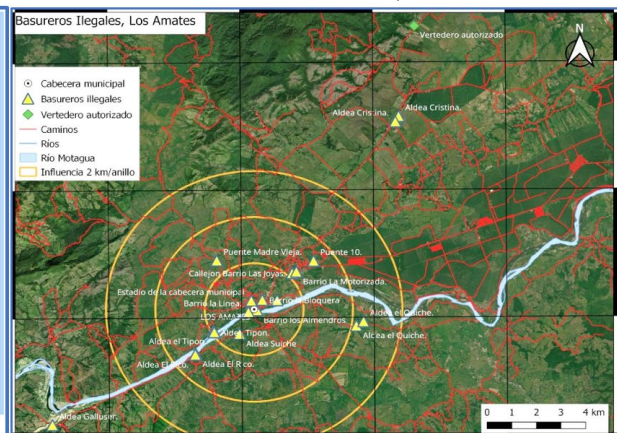 Basureros Ilegales, Los Amates
Vertedero autorizado
N
Cabecera municipal
Basureros illegales
Vertedero autorizado
Caminos
Ríos
Río Motagua
Influencia 2 km/anillo
Aldea Cristina.
Aldea Cristina.
Puente Madre Vieja.
Puente 10.
Callejon Barrio Las Joyas.
Barrio La Motorizada.
Estadio de la cabecera municipal
Barrio la Linea.
Barrio la Bloquera
LOS AMATES
Barrio los Almendros
Aldea el Quiche.
Aldea el Quiche.
Aldea el Tipon.
Aldea Tipon.
Aldea Suiche
Aldea El Rico.
Aldea El Rico.
Aldea Gallusser.
0 1 2 3 4 km